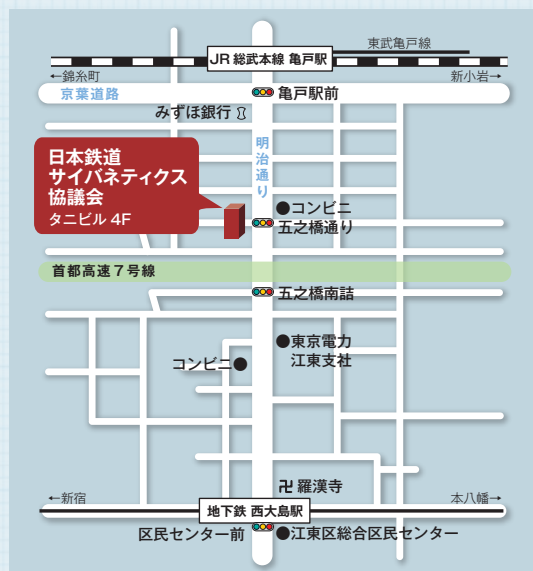 東武亀戸線
JR 総武本線 亀戸駅
←錦糸町
新小岩→
京葉道路
亀戸駅前
みずほ銀行
明治通り
日本鉄道
サイバネティクス
協議会
タニビル 4F
コンビニ
五之橋通り
首都高速7号線
五之橋南詰
東京電力
江東支社
コンビニ
卍 羅漢寺
←新宿
本八幡→
地下鉄 西大島駅
区民センター前
江東区総合区民センター